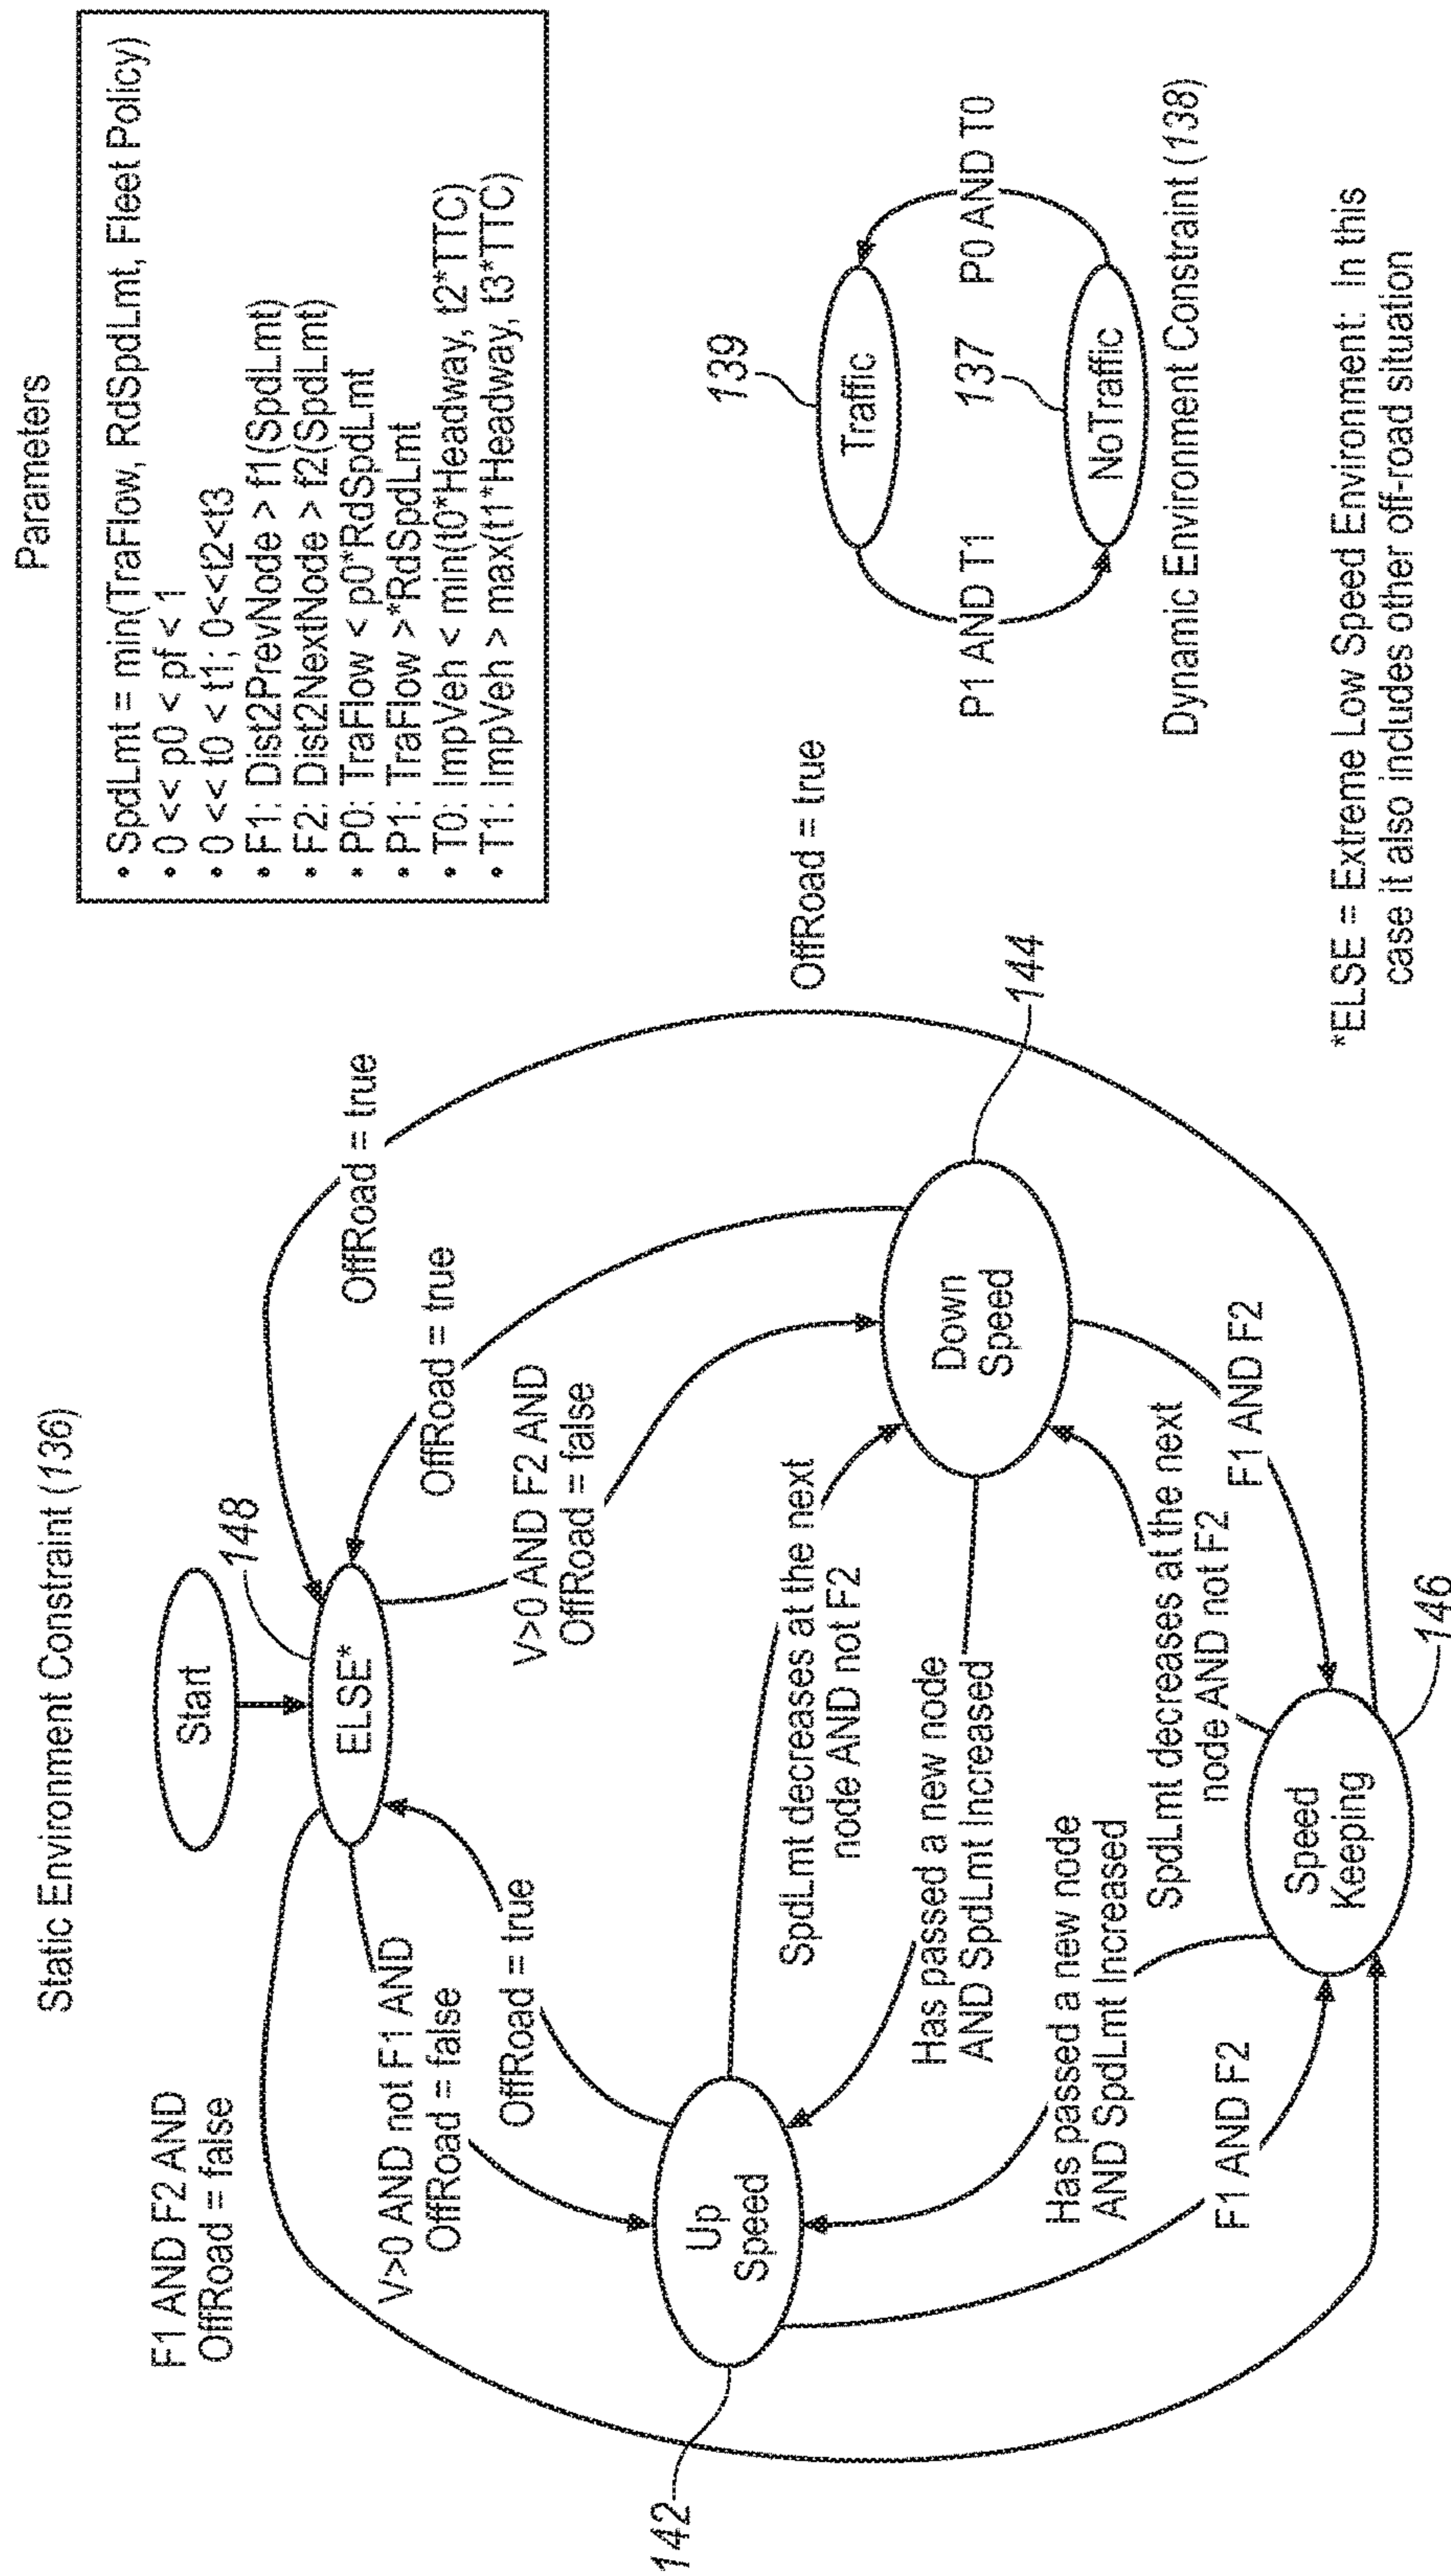 Static Environment Constraint (136)
Start
148
ELSE*
F1 AND F2 AND
OffRoad = false
V>0 AND not F1 AND
OffRoad = false
OffRoad = true
V>0 AND F2 AND
OffRoad = false
OffRoad = true
OffRoad = true
OffRoad = true
142
Up
Speed
SpdLmt decreases at the next
node AND not F2
Down
Speed
144
Has passed a new node
AND SpdLmt Increased
Has passed a new node
AND SpdLmt Increased
SpdLmt decreases at the next
node AND not F2
F1 AND F2
F1 AND F2
Speed
Keeping
146
Parameters
• SpdLmt = min(TraFlow, RdSpdLmt, Fleet Policy)
• 0 << p0 < pf < 1
• 0 << t0 < t1; 0<<t2<t3
• F1: Dist2PrevNode > f1(SpdLmt)
• F2: Dist2NextNode > f2(SpdLmt)
• P0: TraFlow < p0*RdSpdLmt
• P1: TraFlow >*RdSpdLmt
• T0: ImpVeh < min(t0*Headway, t2*TTC)
• T1: ImpVeh > max(t1*Headway, t3*TTC)
139
Traffic
P1 AND T1
137
P0 AND T0
NoTraffic
Dynamic Environment Constraint (138)
*ELSE = Extreme Low Speed Environment: In this
case it also includes other off-road situation